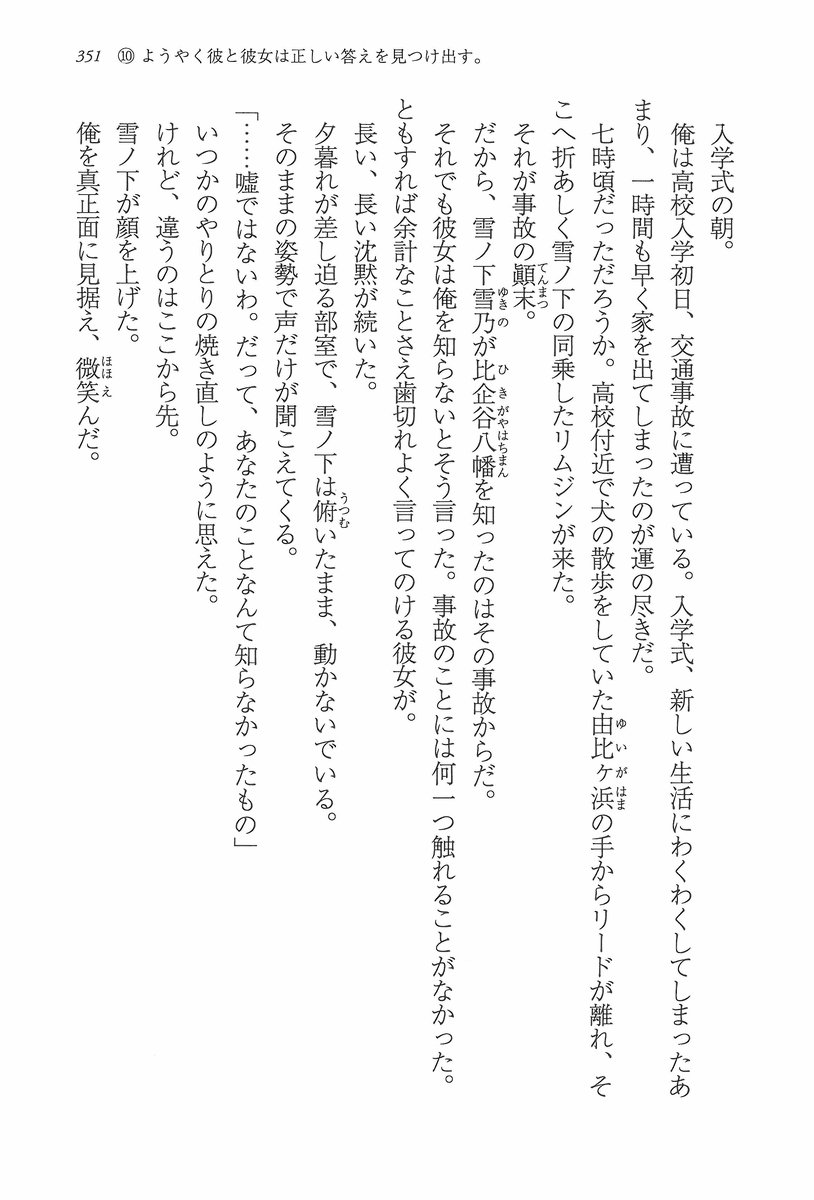 351 ⑩ ようやく彼と彼女は正しい答えを見つけ出す。
入学式の朝。
俺は高校入学初日、交通事故に遭っている。入学式、新しい生活にわくわくしてしまったあ
まり、一時間も早く家を出てしまったのが運の尽きだ。
七時頃だっただろうか。高校付近で犬の散歩をしていた由比ヶ浜の手からリードが離れ、そ
こへ折あしく雪ノ下の同乗したリムジンが来た。
それが事故の顚末。
だから、雪ノ下雪乃が比企谷八幡を知ったのはその事故からだ。
それでも彼女は俺を知らないとそう言った。事故のことには何一つ触れることがなかった。
ともすれば余計なことさえ歯切れよく言ってのける彼女が。
長い、長い沈黙が続いた。
夕暮れが差し迫る部室で、雪ノ下は俯いたまま、動かないでいる。
そのままの姿勢で声だけが聞こえてくる。
「……嘘ではないわ。だって、あなたのことなんて知らなかったもの」
いつかのやりとりの焼き直しのように思えた。
けれど、違うのはここから先。
雪ノ下が顔を上げた。
俺を真正面に見据え、微笑んだ。